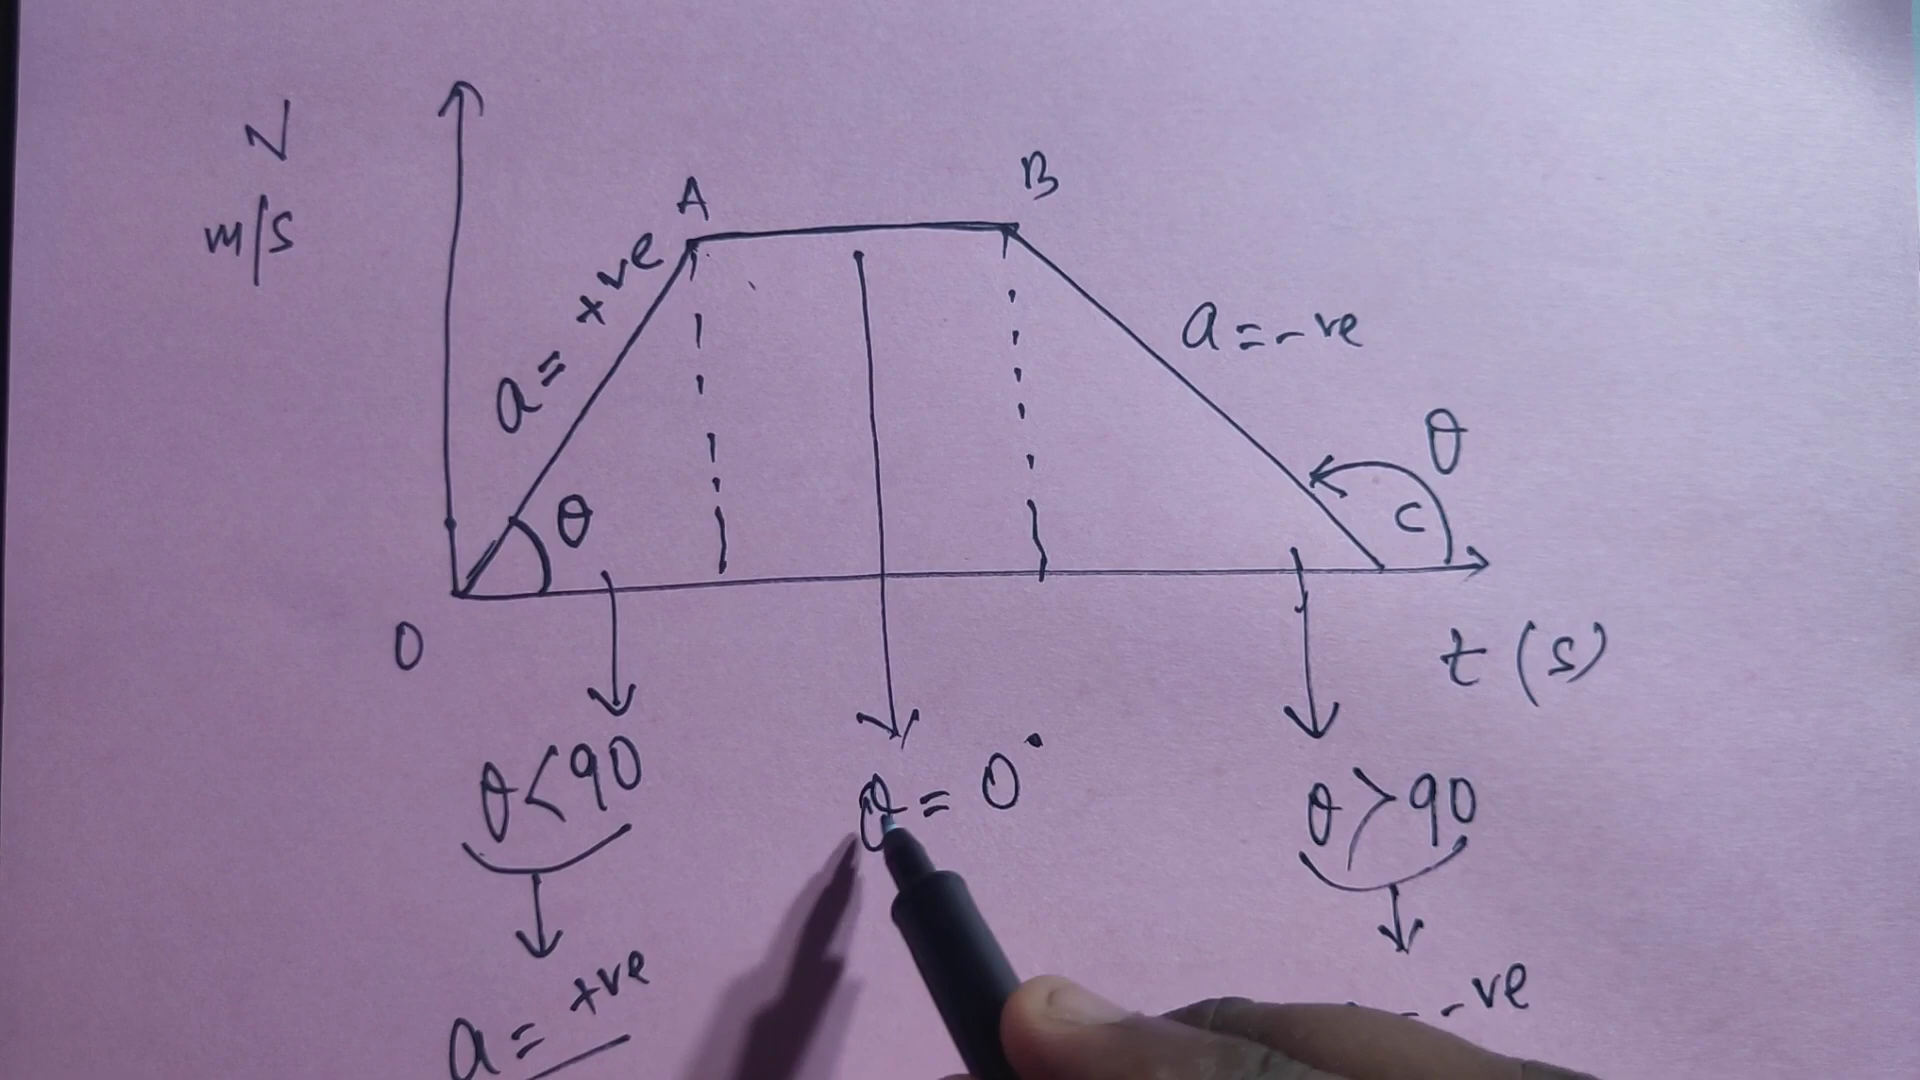 V
m/s
A
B
a = +ve
a = -ve
θ
θ
C
O
t (s)
θ < 90
θ = 0°
θ > 90
a = +ve
-ve